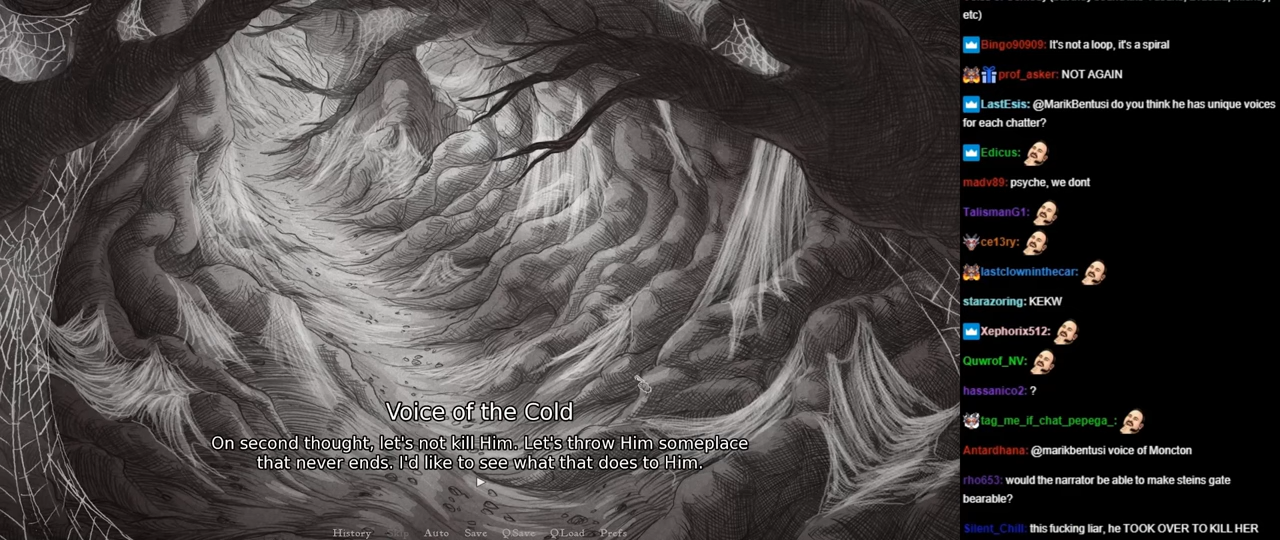 Voice of the Cold
On second thought, let's not kill Him. Let's throw Him someplace
that never ends. I'd like to see what that does to Him.
History Skip Auto Save Q.Save Q.Load Prefs
etc)
Bingo90909: It's not a loop, it's a spiral
prof_asker: NOT AGAIN
LastEsis: @MarikBentusi do you think he has unique voices
for each chatter?
Edicus:
madv89: psyche, we dont
TalismanG1:
ce13ry:
lastclowninthecar:
starazoring: KEKW
Xephorix512:
Quwrof_NV:
hassanico2: ?
tag_me_if_chat_pepega_:
Antardhana: @marikbentusi voice of Moncton
rho653: would the narrator be able to make steins gate
bearable?
Silent_Chill: this fucking liar, he TOOK OVER TO KILL HER